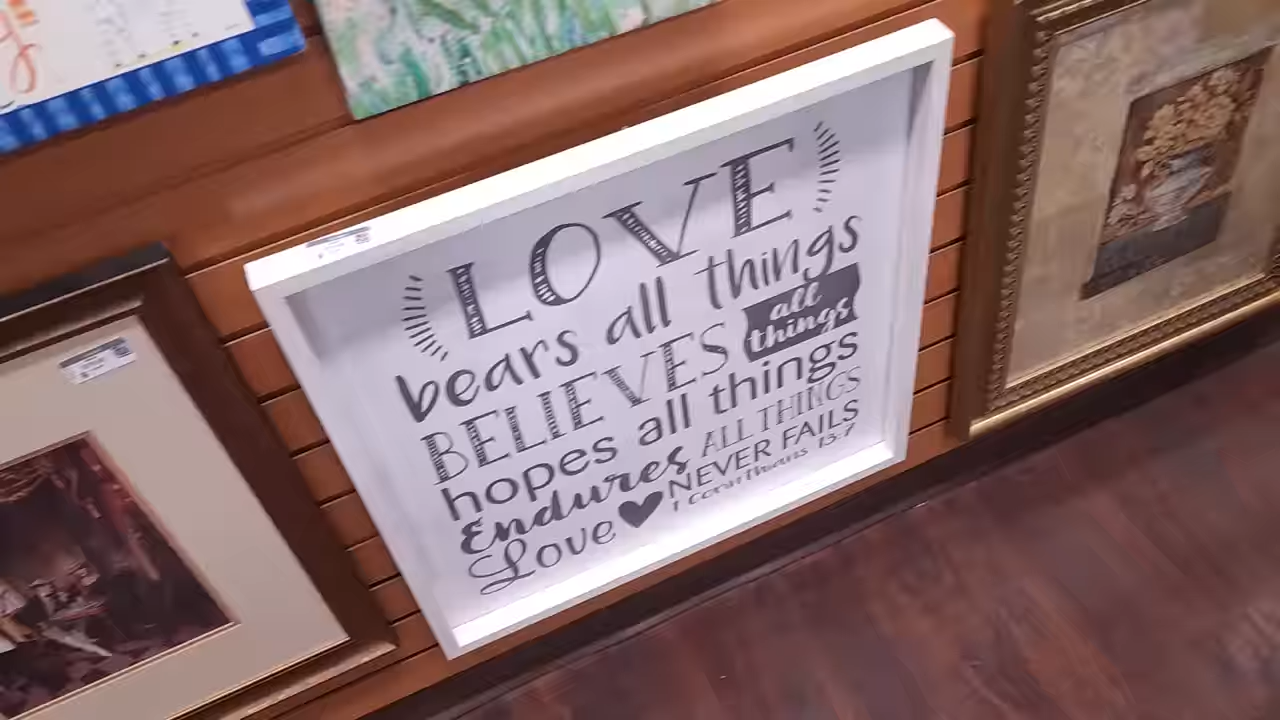 LOVE
bears all things
BELIEVES all things
hopes all things
Endures ALL THINGS
Love NEVER FAILS
1 Corinthians 13:7